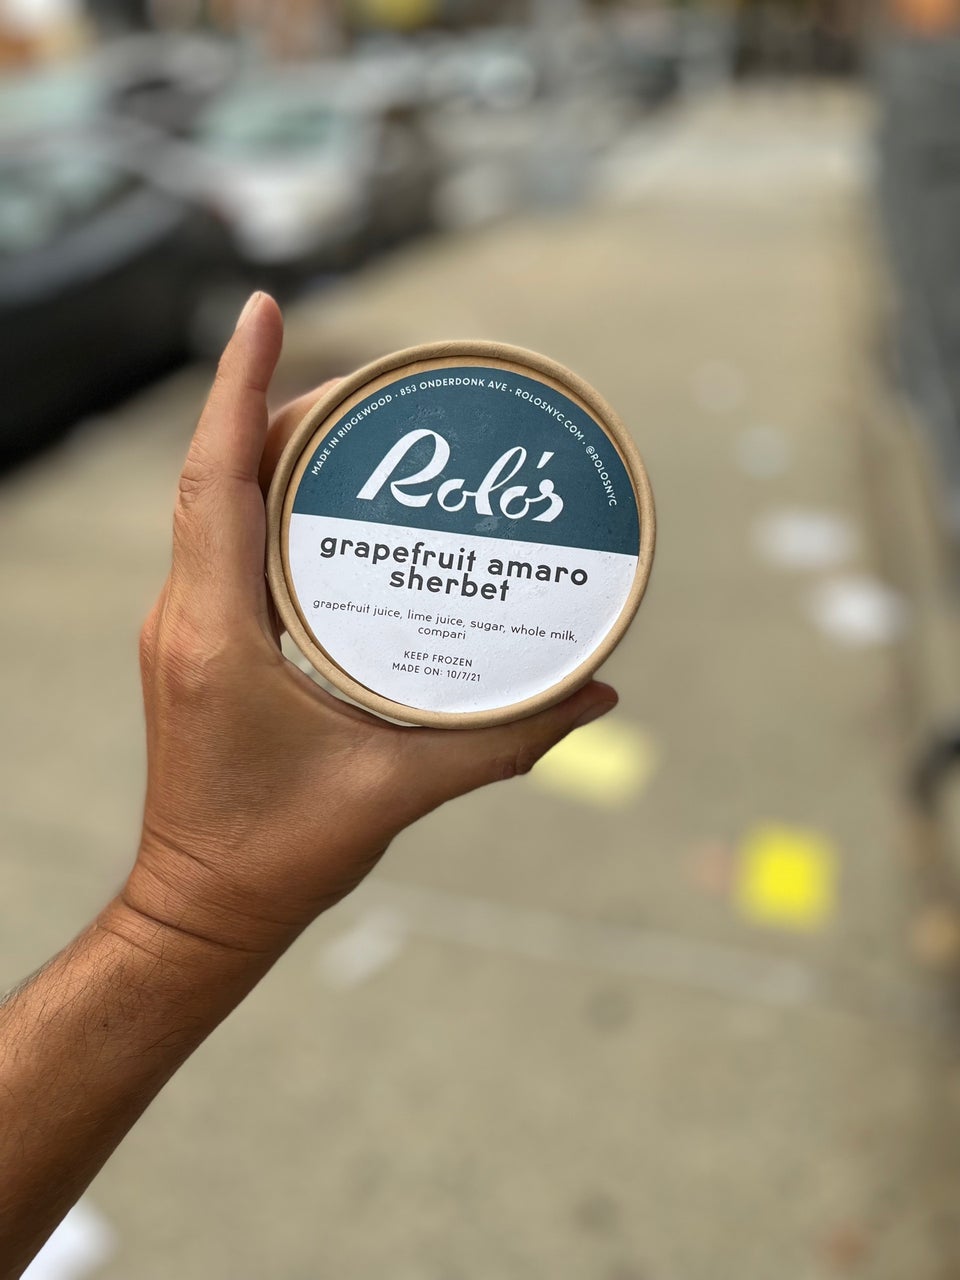 MADE IN RIDGEWOOD · 853 ONDERDONK AVE · ROLOSNYC.COM · @ROLOSNYC
Rolo's
grapefruit amaro
sherbet
grapefruit juice, lime juice, sugar, whole milk,
compari
KEEP FROZEN
MADE ON: 10/7/21